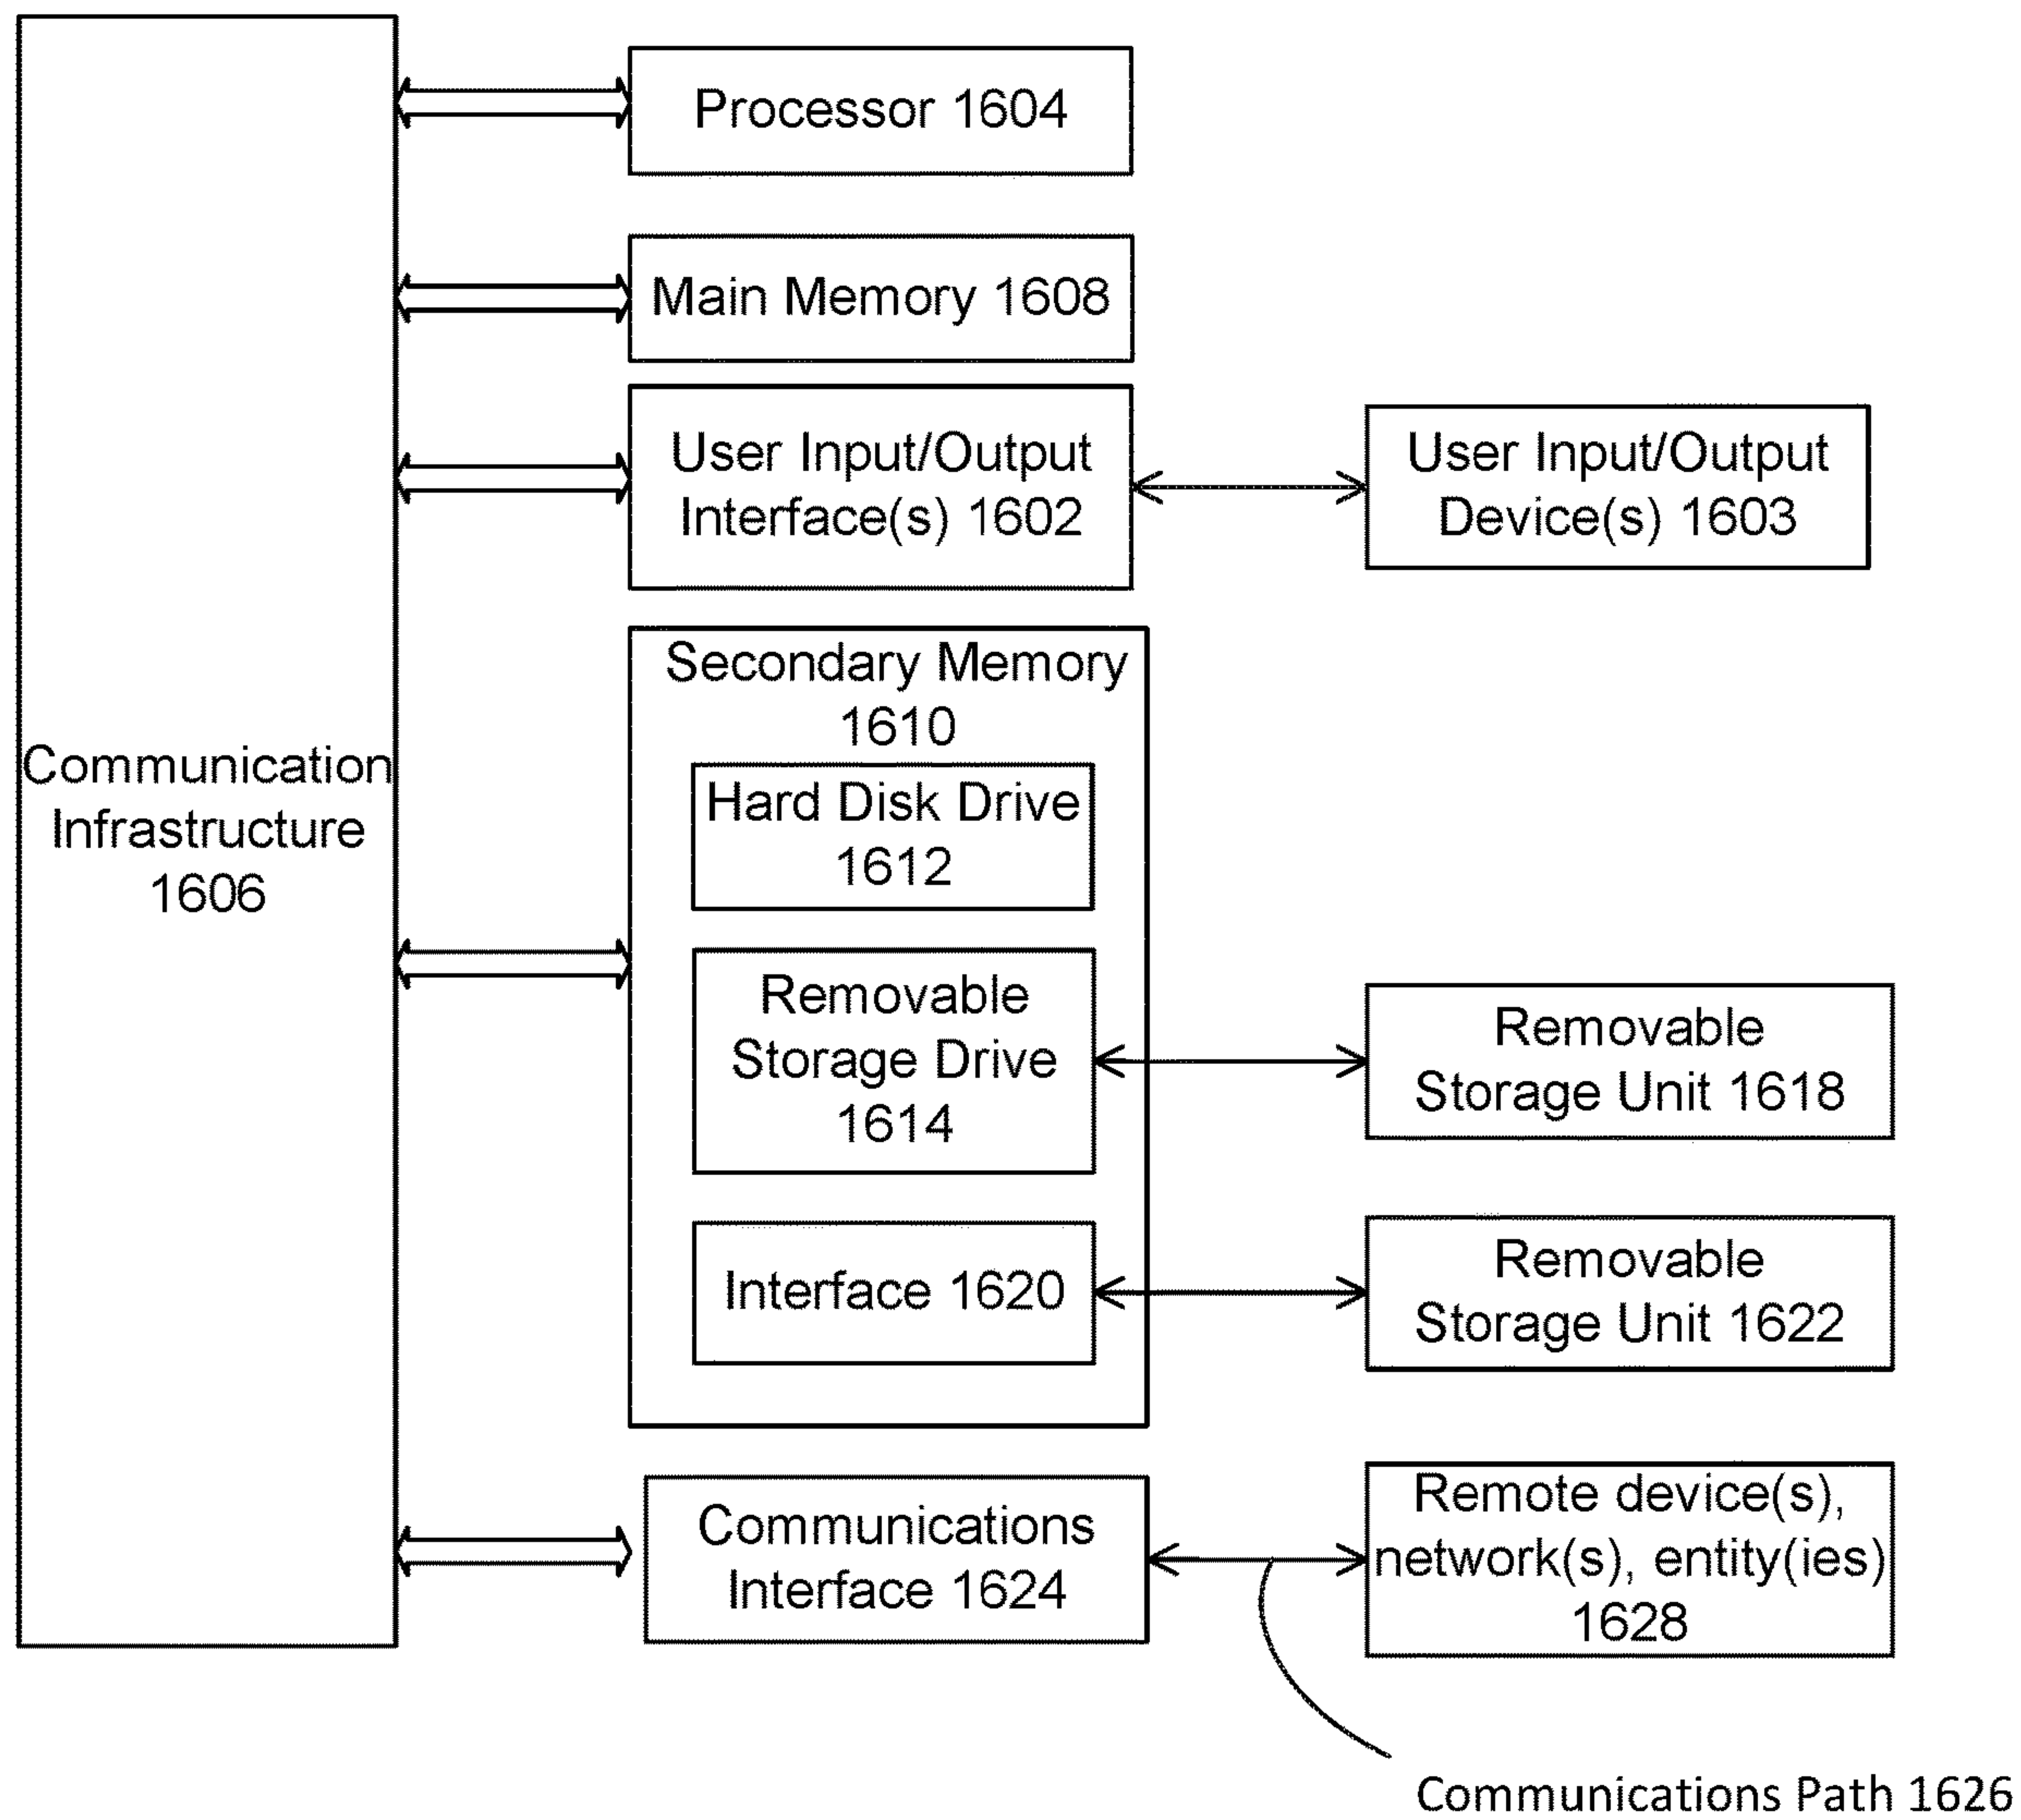 Processor 1604
Main Memory 1608
User Input/Output
Interface(s) 1602
User Input/Output
Device(s) 1603
Secondary Memory
1610
Hard Disk Drive
1612
Communication
Infrastructure
1606
Removable
Storage Drive
1614
Removable
Storage Unit 1618
Interface 1620
Removable
Storage Unit 1622
Communications
Interface 1624
Remote device(s),
network(s), entity(ies)
1628
Communications Path 1626